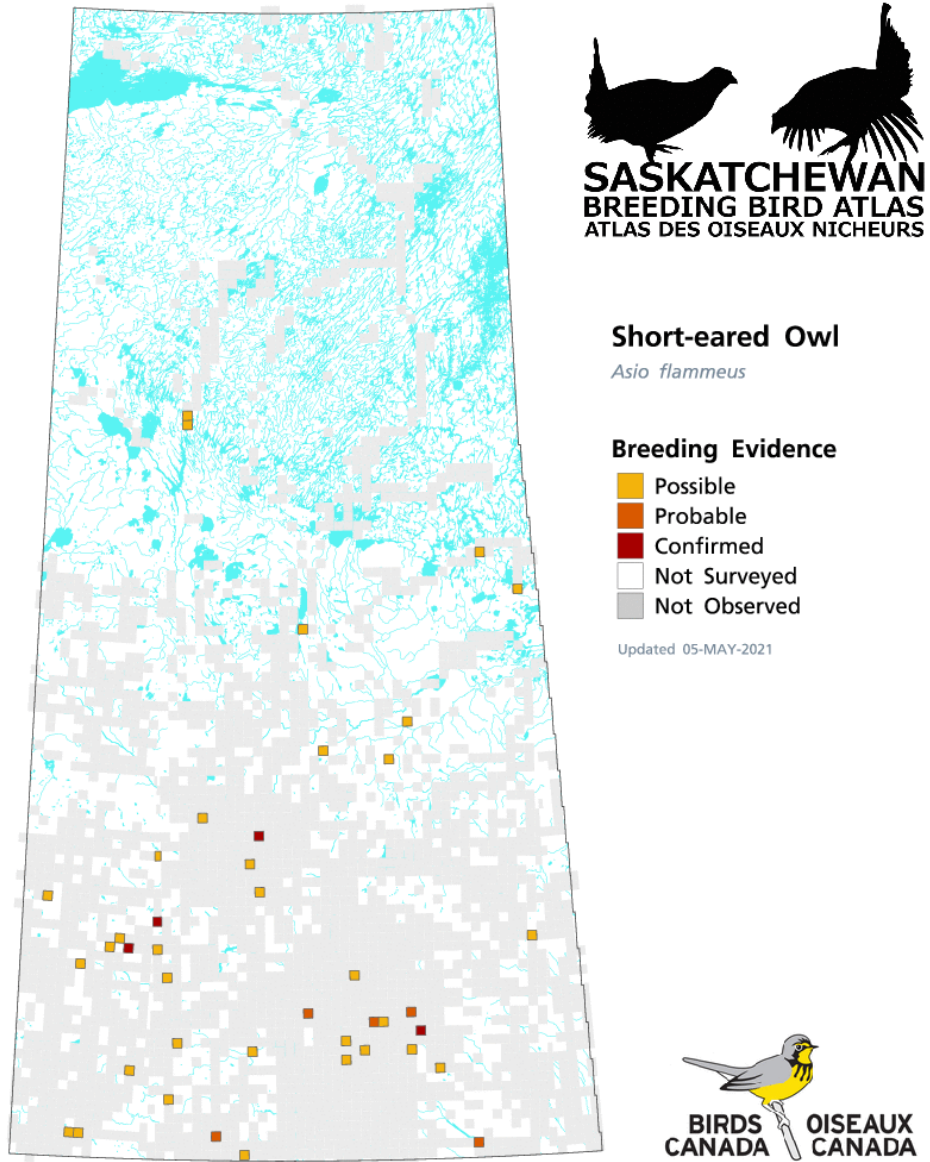 SASKATCHEWAN
BREEDING BIRD ATLAS
ATLAS DES OISEAUX NICHEURS
Short-eared Owl
Asio flammeus
Breeding Evidence
Possible
Probable
Confirmed
Not Surveyed
Not Observed
Updated 05-MAY-2021
BIRDS CANADA
OISEAUX CANADA